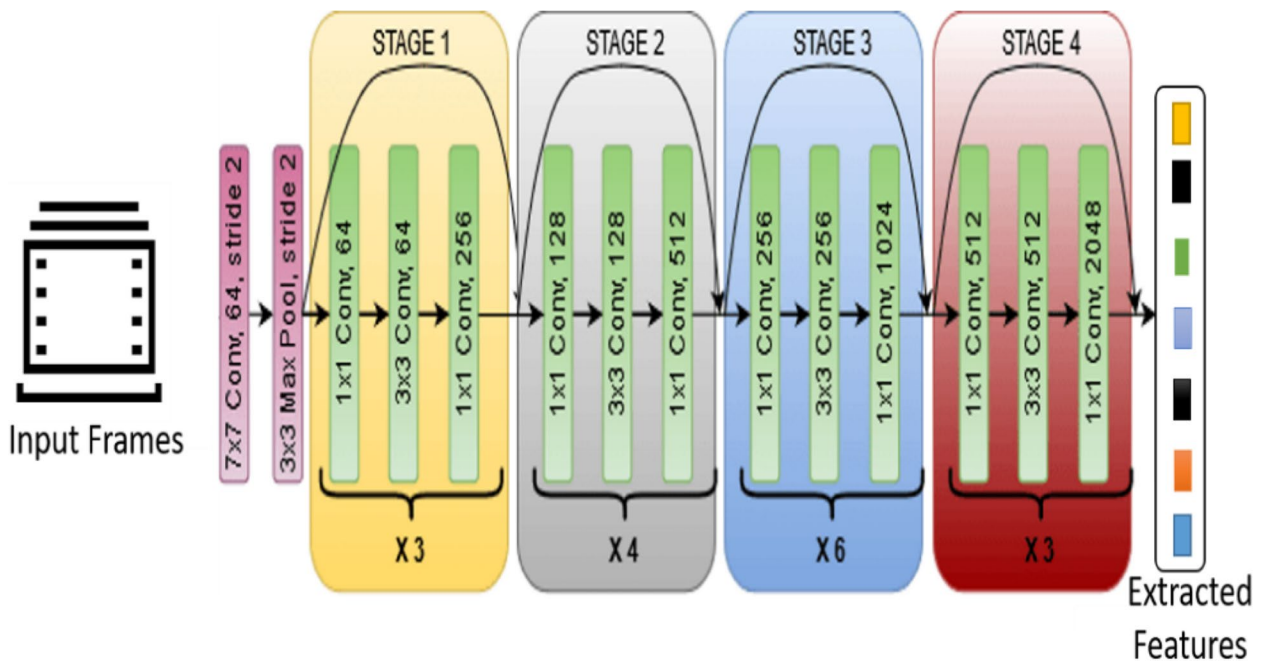 Input Frames
7x7 Conv, 64, stride 2
3x3 Max Pool, stride 2
STAGE 1
1x1 Conv, 64
3x3 Conv, 64
1x1 Conv, 256
X 3
STAGE 2
1x1 Conv, 128
3x3 Conv, 128
1x1 Conv, 512
X 4
STAGE 3
1x1 Conv, 256
3x3 Conv, 256
1x1 Conv, 1024
X 6
STAGE 4
1x1 Conv, 512
3x3 Conv, 512
1x1 Conv, 2048
X 3
Extracted
Features